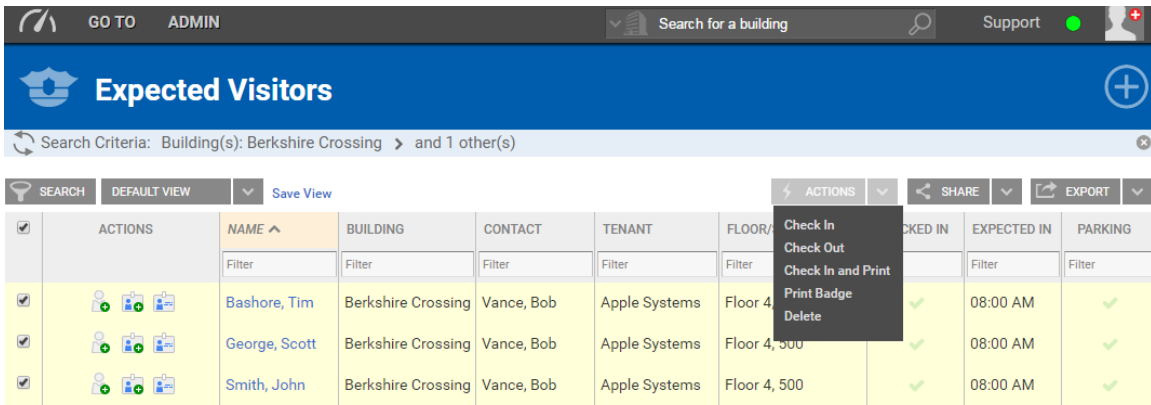 GO TO ADMIN Search for a building Support
Expected Visitors
Search Criteria: Building(s): Berkshire Crossing > and 1 other(s)
SEARCH DEFAULT VIEW Save View ACTIONS SHARE EXPORT
ACTIONS NAME BUILDING CONTACT TENANT FLOOR/ CKED IN EXPECTED IN PARKING
Filter Filter Filter Filter Filter Filter Filter
Check In
Check Out
Check In and Print
Print Badge
Delete
Bashore, Tim Berkshire Crossing Vance, Bob Apple Systems Floor 4, 08:00 AM
George, Scott Berkshire Crossing Vance, Bob Apple Systems Floor 4, 500 08:00 AM
Smith, John Berkshire Crossing Vance, Bob Apple Systems Floor 4, 500 08:00 AM